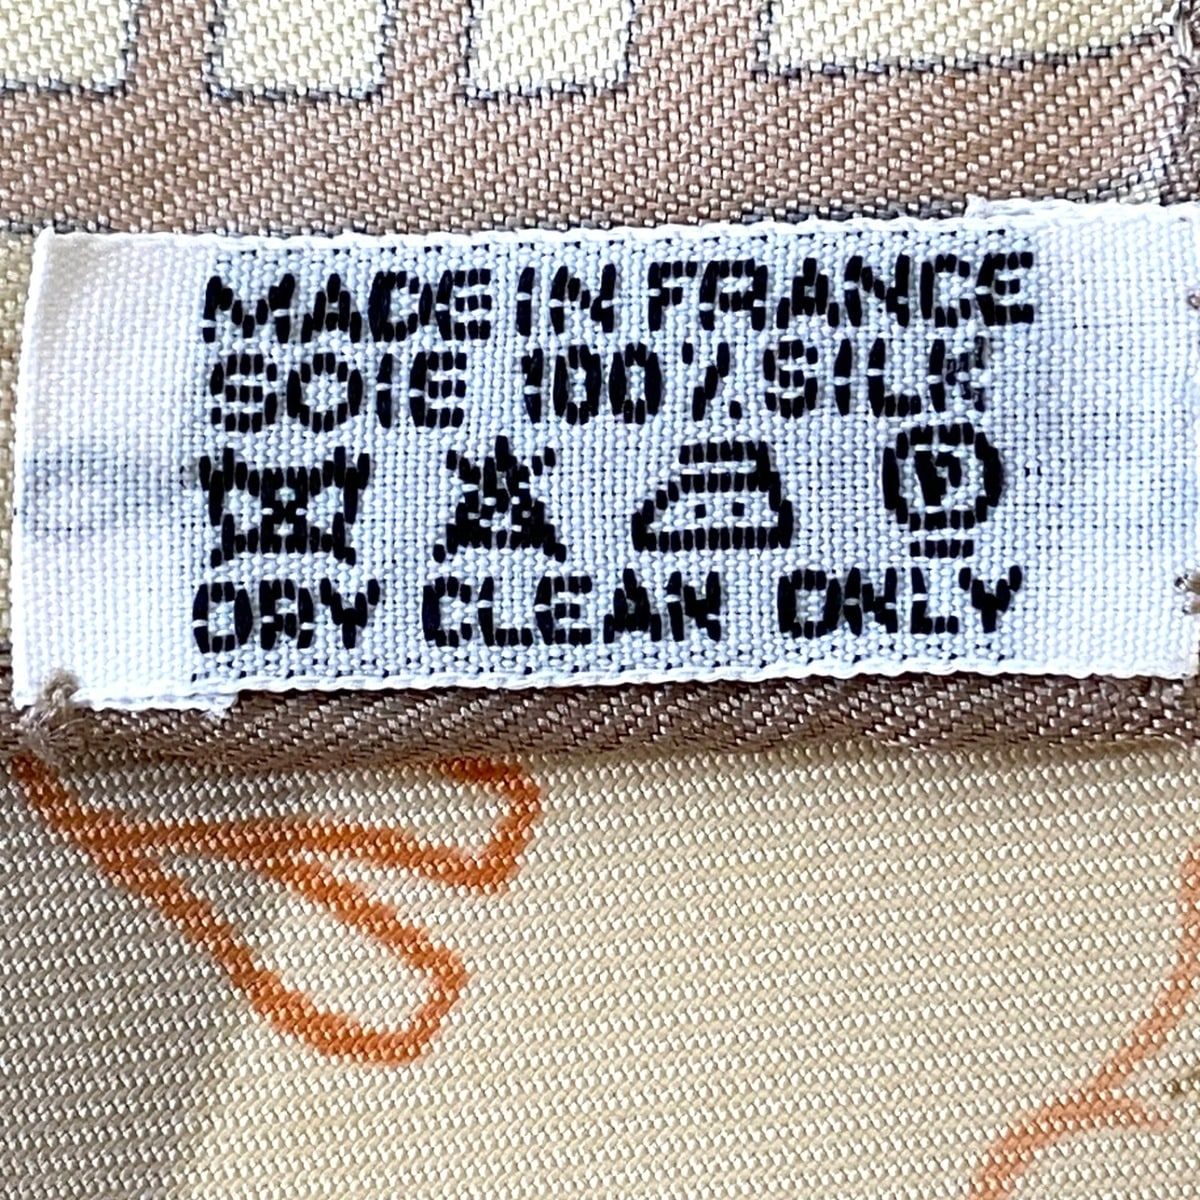 MADE IN FRANCE
SOIE 100% SILK
P
DRY CLEAN ONLY